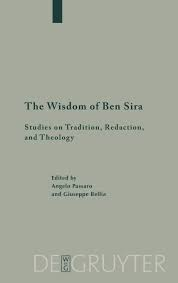 The Wisdom of Ben Sira
Studies on Tradition, Redaction,
and Theology
Edited by
Angelo Passaro
and Giuseppe Bellia
DE GRUYTER